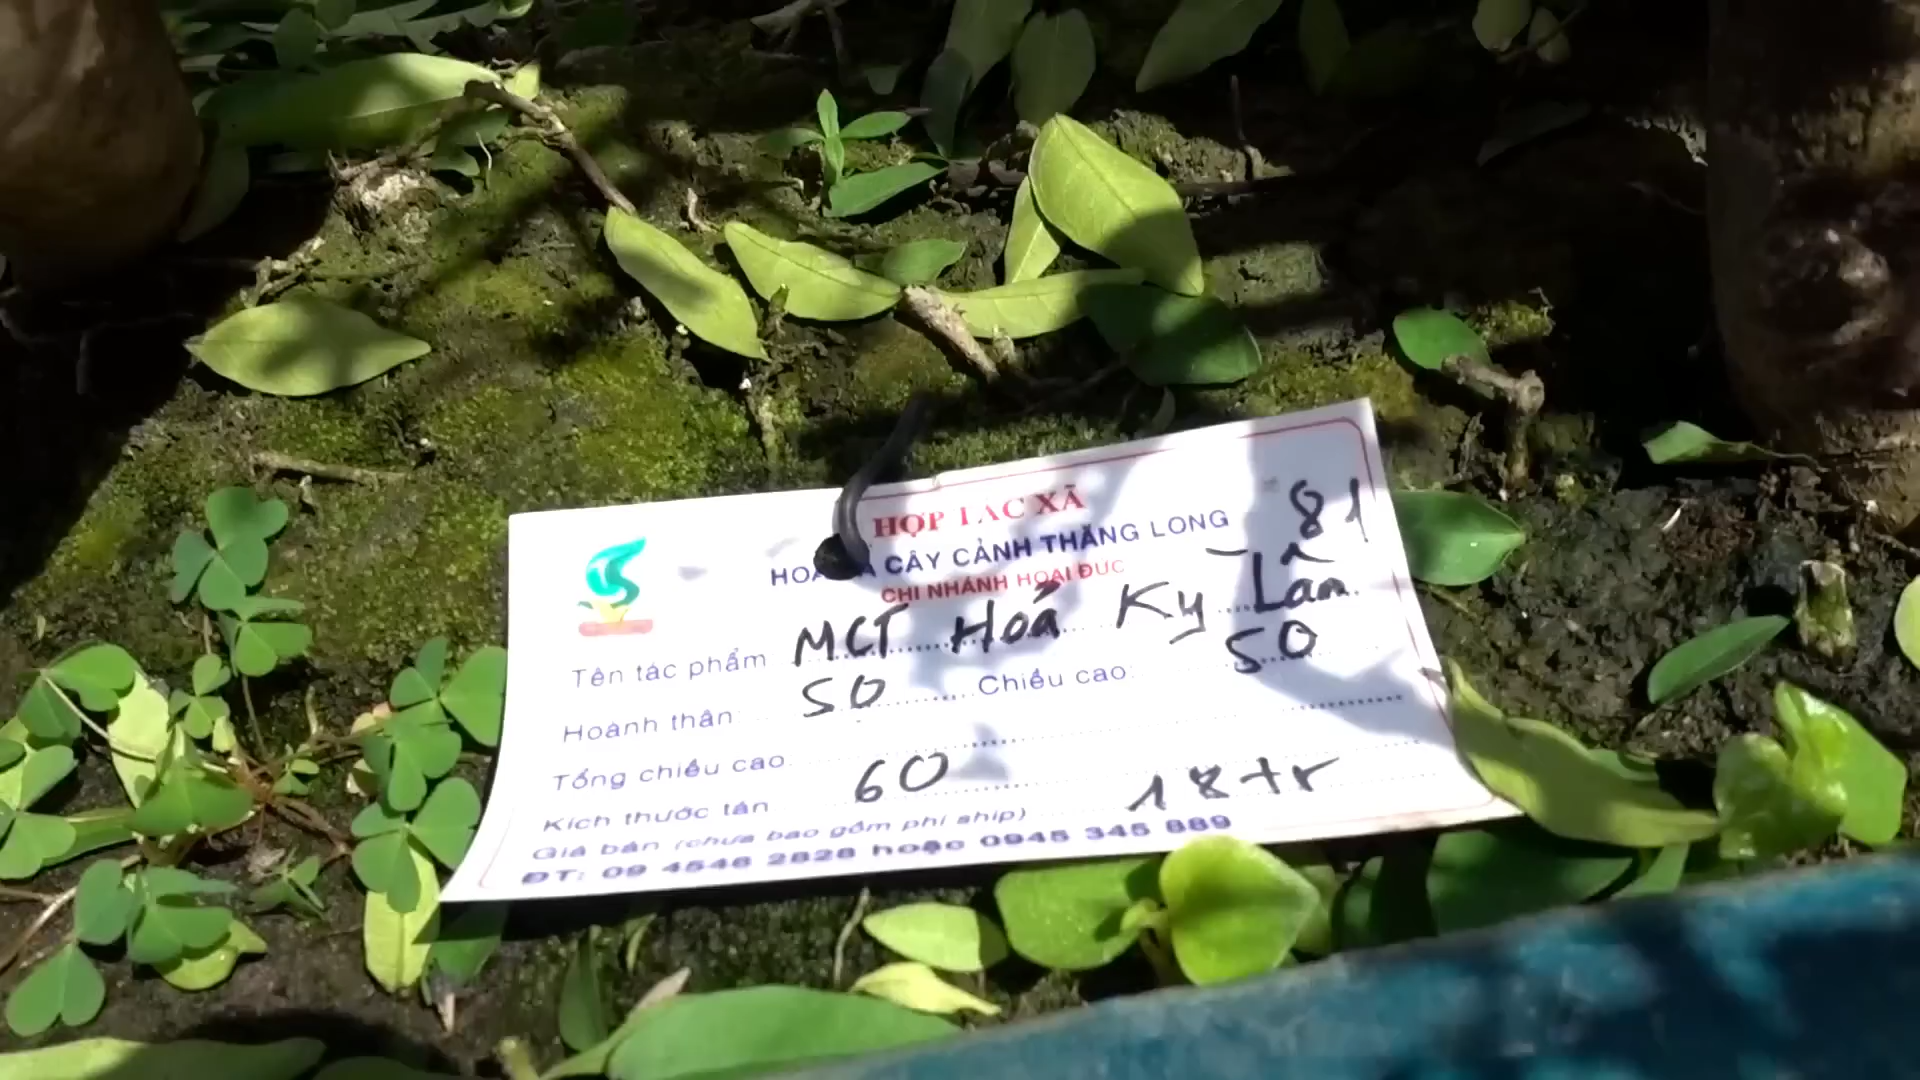 HỢP TÁC XÃ
HOA CÂY CẢNH THĂNG LONG
81
CHI NHÁNH HOÀI ĐỨC
Tên tác phẩm MCT Hoá Kỳ Lân
Hoành thân: 50 Chiều cao: 50
Tổng chiều cao:
Kích thước tán 60
Giá bán (chưa bao gồm phí ship) 18tr
ĐT: 09 4546 2828 hoặc 0945 345 889